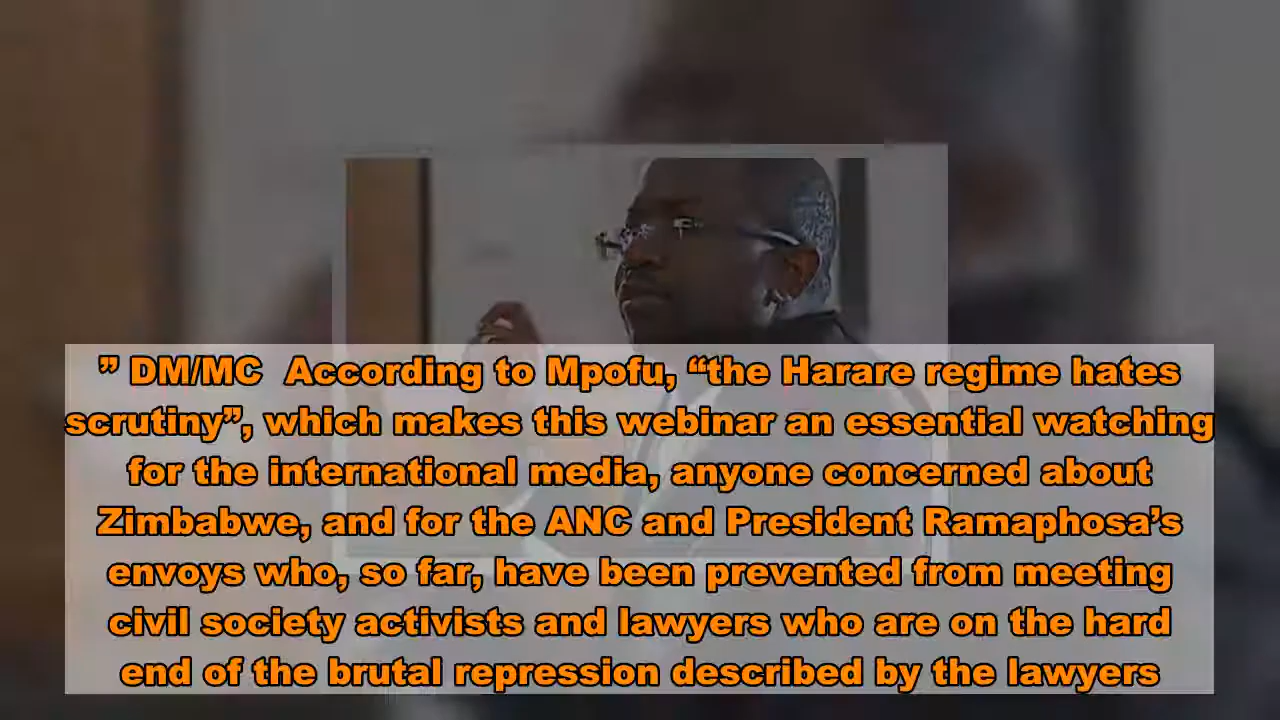 ” DM/MC  According to Mpofu, “the Harare regime hates
scrutiny”, which makes this webinar an essential watching
for the international media, anyone concerned about
Zimbabwe, and for the ANC and President Ramaphosa’s
envoys who, so far, have been prevented from meeting
civil society activists and lawyers who are on the hard
end of the brutal repression described by the lawyers